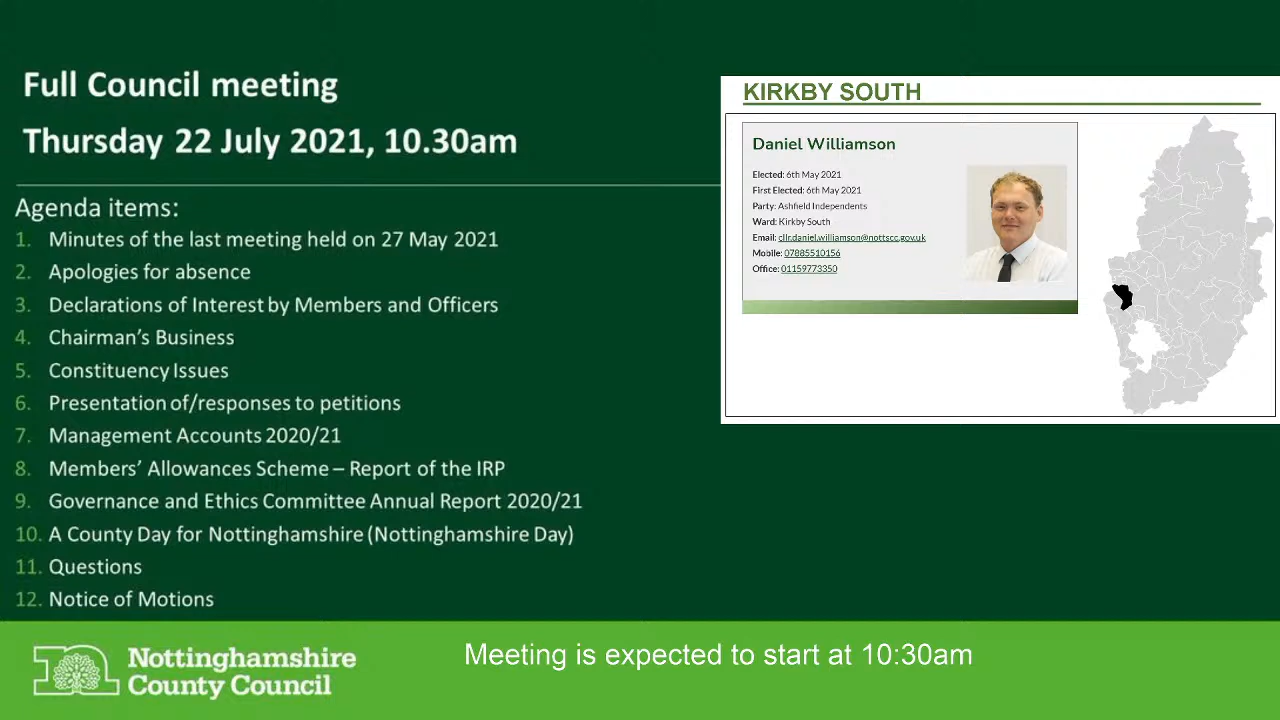 Full Council meeting
Thursday 22 July 2021, 10.30am
Agenda items:
1. Minutes of the last meeting held on 27 May 2021
2. Apologies for absence
3. Declarations of Interest by Members and Officers
4. Chairman's Business
5. Constituency Issues
6. Presentation of/responses to petitions
7. Management Accounts 2020/21
8. Members' Allowances Scheme – Report of the IRP
9. Governance and Ethics Committee Annual Report 2020/21
10. A County Day for Nottinghamshire (Nottinghamshire Day)
11. Questions
12. Notice of Motions
KIRKBY SOUTH
Daniel Williamson
Elected: 6th May 2021
First Elected: 6th May 2021
Party: Ashfield Independents
Ward: Kirkby South
Email: cllr.daniel.williamson@nottscc.gov.uk
Mobile: 07885510156
Office: 01159773350
Nottinghamshire
County Council
Meeting is expected to start at 10:30am